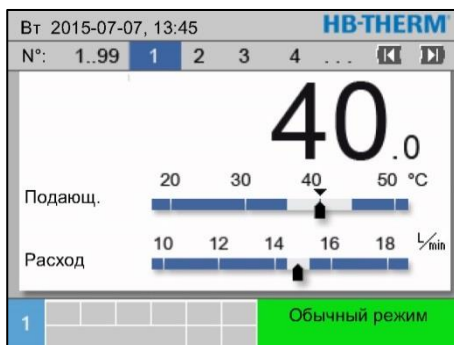 Вт 2015-07-07, 13:45 HB-THERM
N°: 1..99 1 2 3 4 ...
40.0
20 30 40 50 °C
Подающ.
10 12 14 16 18 L/min
Расход
1 Обычный режим